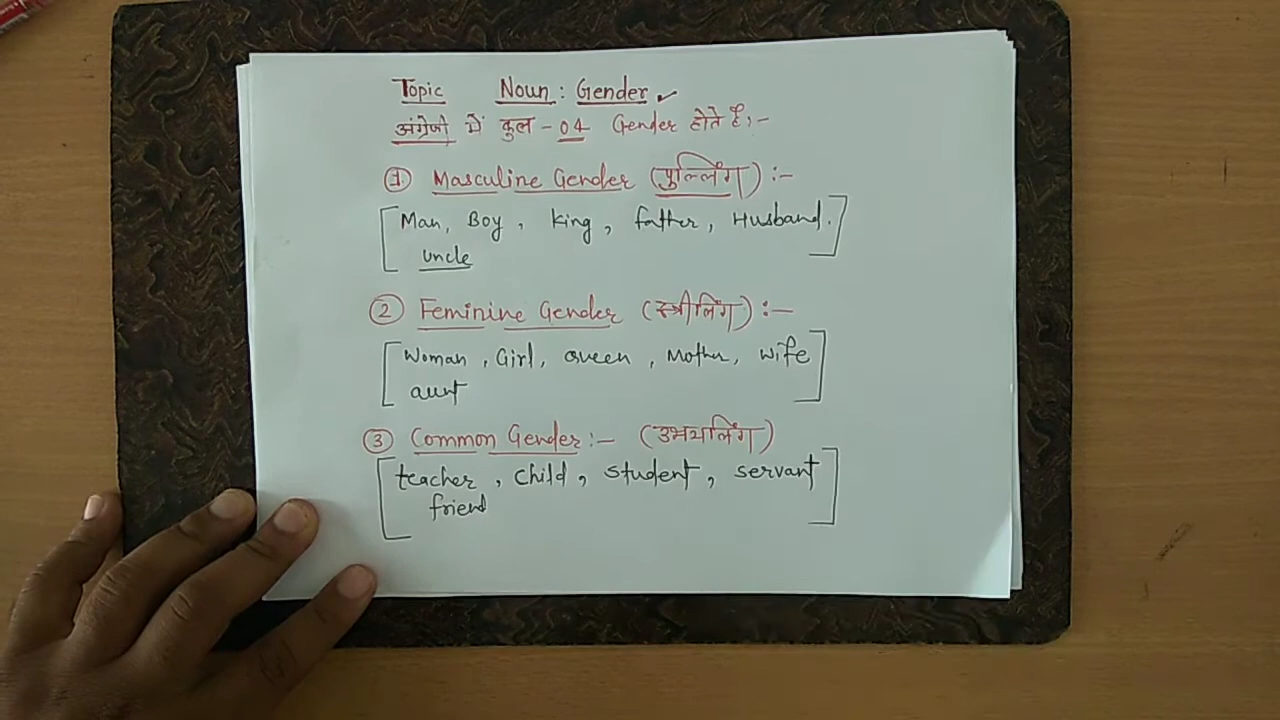 Topic Noun : Gender ✓
अंग्रेजी में कुल - 04 Gender होते हैं:-
① Masculine Gender (पुल्लिंग) :-
[Man, Boy, King, father, Husband.]
uncle
② Feminine Gender (स्त्रीलिंग) :-
[Woman, Girl, Queen, Mother, Wife]
aunt
③ Common Gender :- (उभयलिंग)
[teacher, child, student, servant]
friend